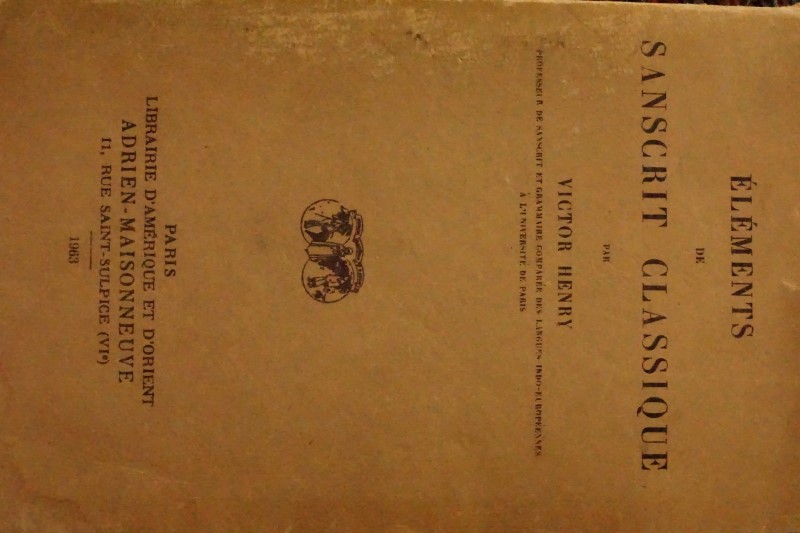 ÉLÉMENTS
DE
SANSCRIT CLASSIQUE
PAR
VICTOR HENRY
PROFESSEUR DE SANSCRIT ET GRAMMAIRE COMPARÉE DES LANGUES INDO-EUROPÉENNES
À L'UNIVERSITÉ DE PARIS
PARIS
LIBRAIRIE D'AMÉRIQUE ET D'ORIENT
ADRIEN-MAISONNEUVE
11, RUE SAINT-SULPICE (VIe)
1963